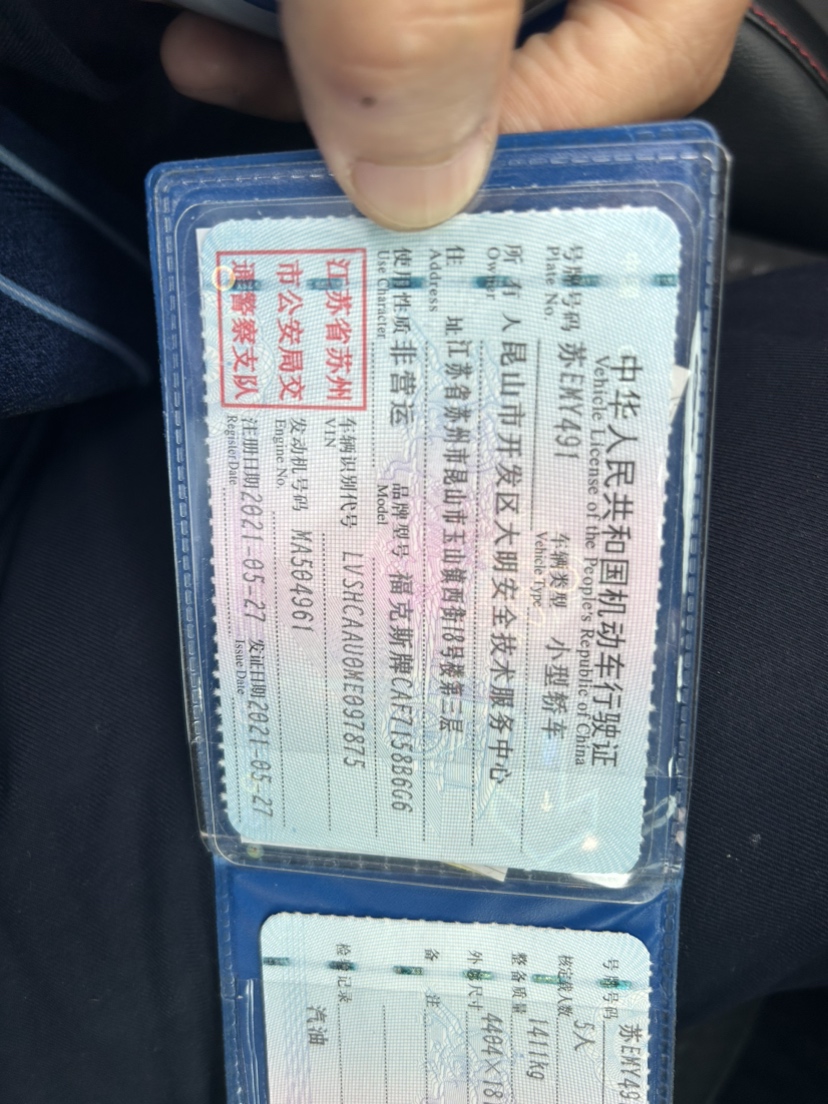 中华人民共和国机动车行驶证
Vehicle License of the People's Republic of China
号牌号码 苏EMY491 车辆类型 小型轿车
Plate No. Vehicle Type
所有人 昆山市开发区大明安全技术服务中心
Owner
住址 江苏省苏州市昆山市玉山镇西街18号楼第三层
Address
使用性质 非营运 品牌型号 福克斯牌CAF7158B6G6
Use Character Model
江苏省苏州
市公安局交
通警察支队
车辆识别代号 LVSHCAAU0ME097875
VIN
发动机号码 MA504961
Engine No.
注册日期 2021-05-27 发证日期 2021-05-27
Register Date Issue Date
号牌号码 苏EMY49
核定载人数 5人
整备质量 1411kg
外廓尺寸 4404×18
备注
检验记录
汽油